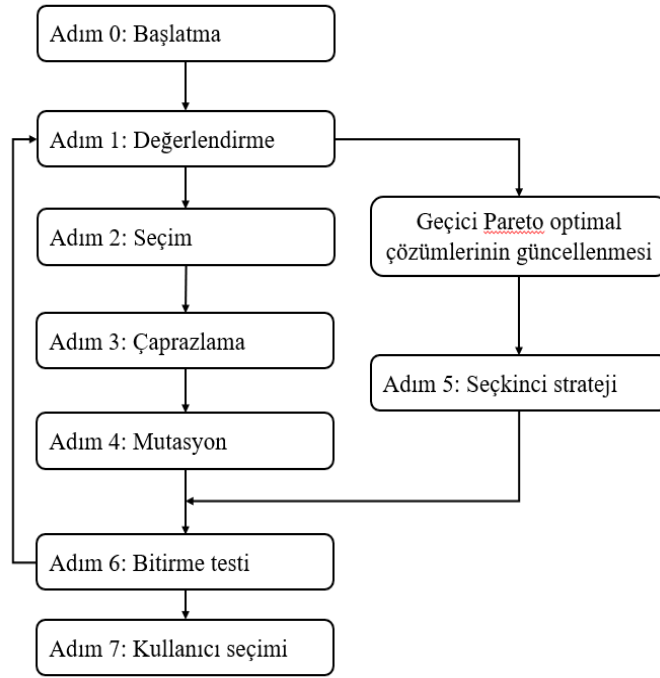 Adım 0: Başlatma
Adım 1: Değerlendirme
Adım 2: Seçim
Geçici Pareto optimal
çözümlerinin güncellenmesi
Adım 3: Çaprazlama
Adım 5: Seçkinci strateji
Adım 4: Mutasyon
Adım 6: Bitirme testi
Adım 7: Kullanıcı seçimi